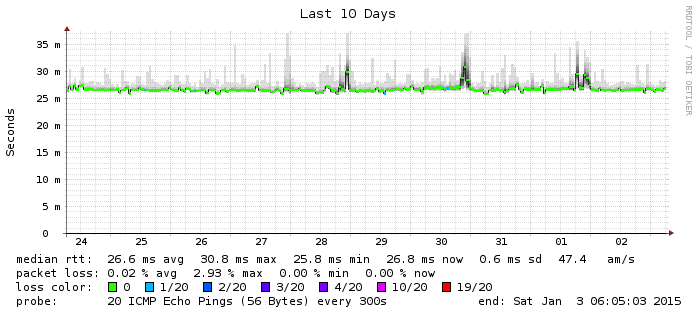 Last 10 Days
RRDTOOL / TOBI OETIKER
Seconds
35 m
30 m
25 m
20 m
15 m
10 m
5 m
0
24 25 26 27 28 29 30 31 01 02
median rtt: 26.6 ms avg 30.8 ms max 25.8 ms min 26.8 ms now 0.6 ms sd 47.4 am/s
packet loss: 0.02 % avg 2.93 % max 0.00 % min 0.00 % now
loss color: 0 1/20 2/20 3/20 4/20 10/20 19/20
probe: 20 ICMP Echo Pings (56 Bytes) every 300s end: Sat Jan 3 06:05:03 2015